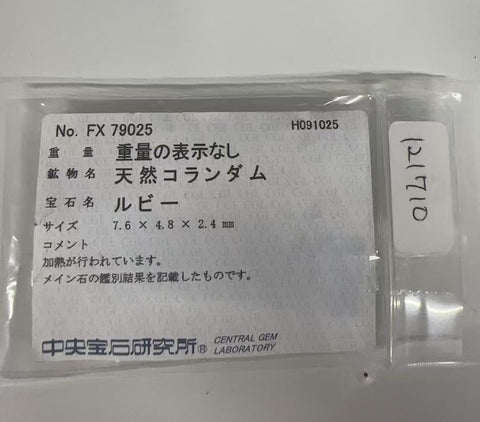 No. FX 79025 H091025
重量 重量の表示なし
鉱物名 天然コランダム
宝石名 ルビー
サイズ 7.6 × 4.8 × 2.4 mm
コメント
加熱が行われています。
メイン石の鑑別結果を記載したものです。
中央宝石研究所® CENTRAL GEM
LABORATORY
121710